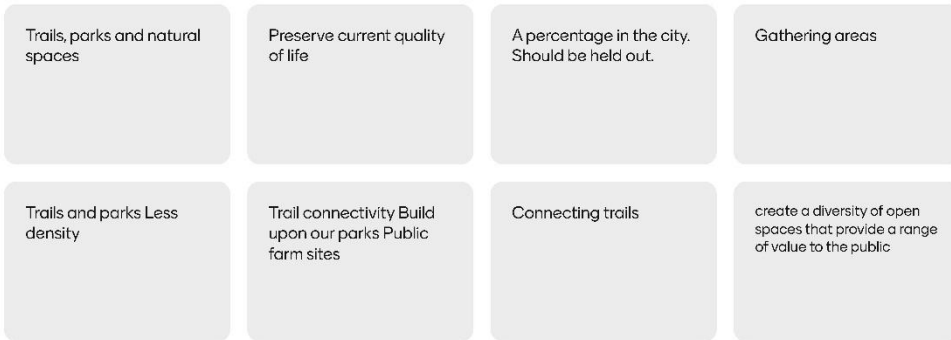 Trails, parks and natural
spaces
Preserve current quality
of life
A percentage in the city.
Should be held out.
Gathering areas
Trails and parks Less
density
Trail connectivity Build
upon our parks Public
farm sites
Connecting trails
create a diversity of open
spaces that provide a range
of value to the public